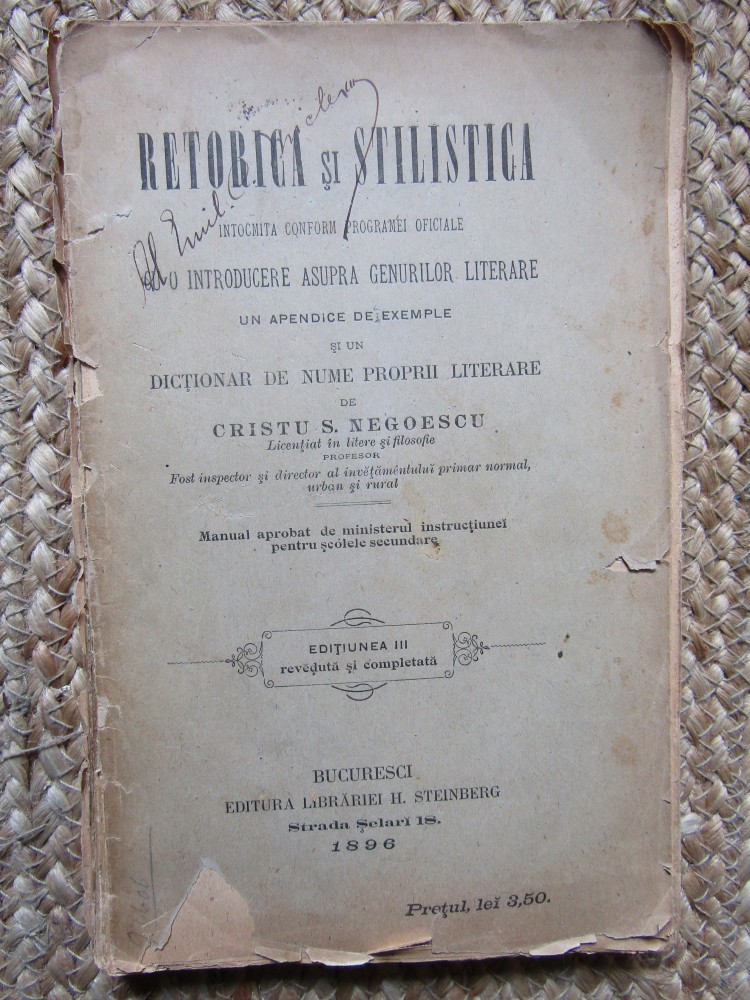 RETORICA ȘI STILISTICA
INTOCMITA CONFORM PROGRAMEI OFICIALE
O INTRODUCERE ASUPRA GENURILOR LITERARE
UN APENDICE DE EXEMPLE
ȘI UN
DICȚIONAR DE NUME PROPRII LITERARE
DE
CRISTU S. NEGOESCU
Licențiat în litere și filosofie
PROFESOR
Fost inspector și director al învĕțămĕntuluĭ primar normal,
urban și rural
Manual aprobat de ministerul instrucțiuneĭ
pentru școlele secundare
EDIȚIUNEA III
revĕdută și completată
BUCURESCI
EDITURA LIBRĂRIEI H. STEINBERG
Strada Șelarĭ 18.
1896
Prețul, leĭ 3,50.
Emil